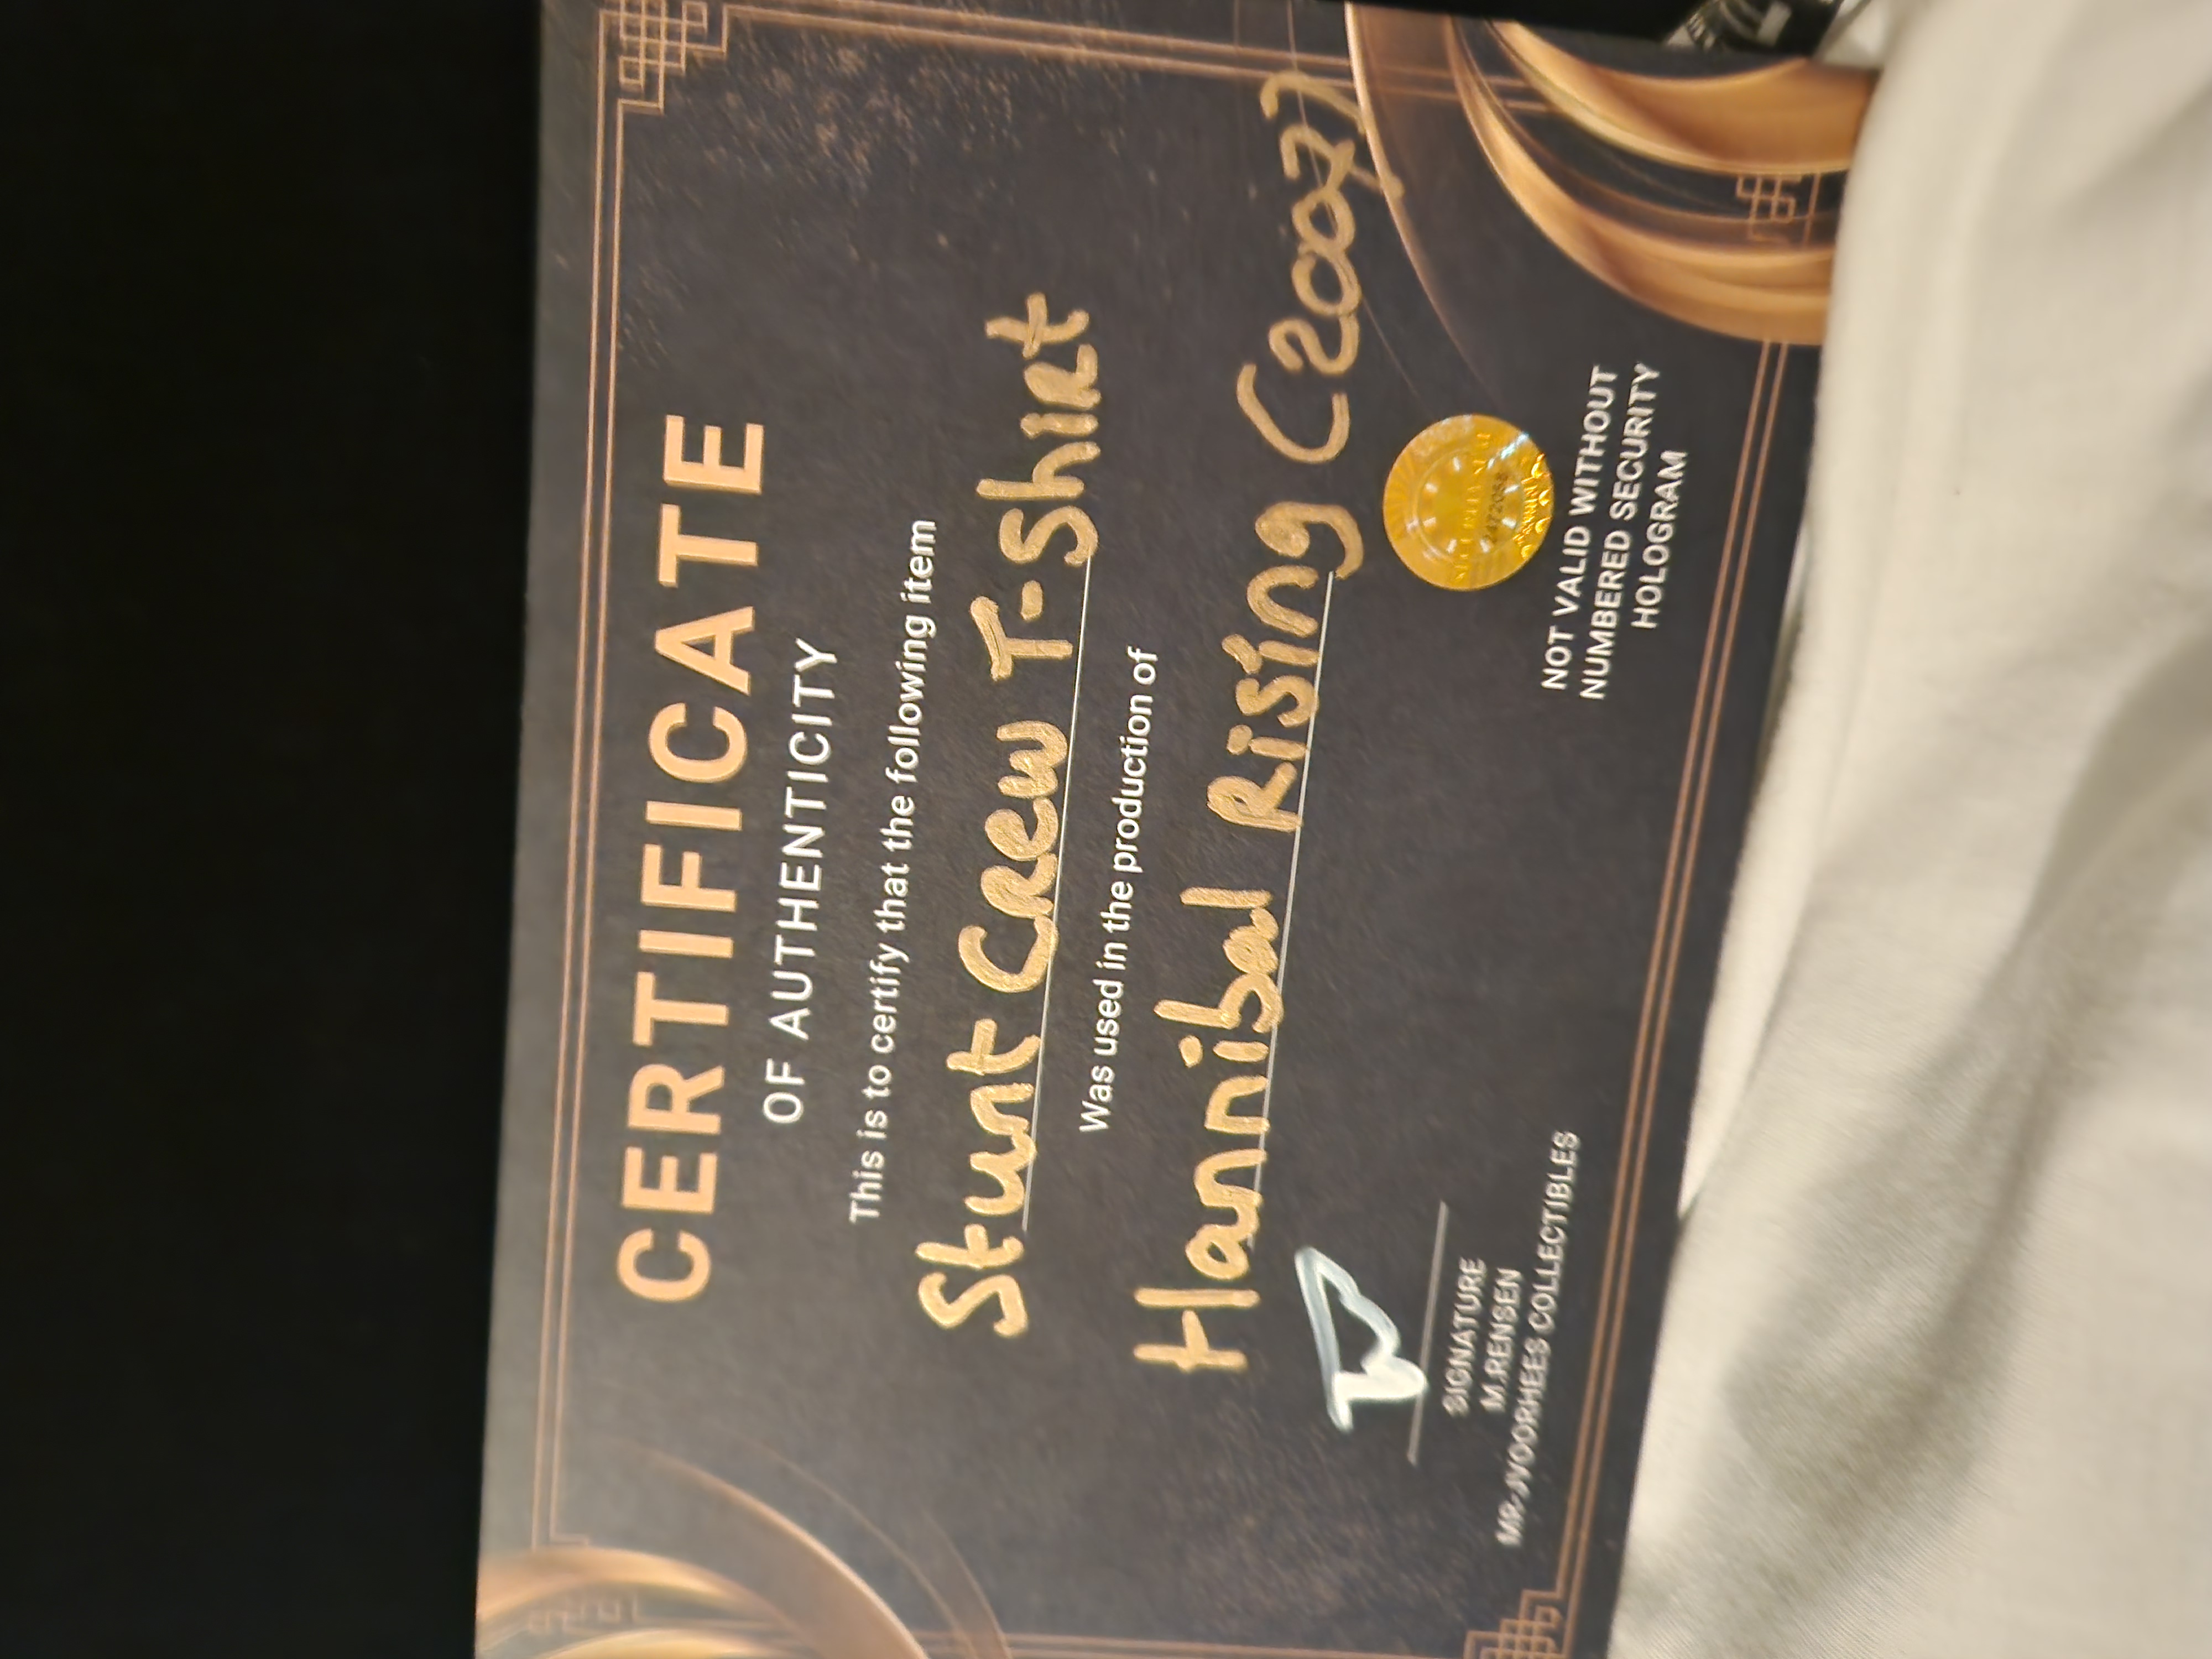 CERTIFICATE
OF AUTHENTICITY
This is to certify that the following item
Stunt Crew T-Shirt
Was used in the production of
Hannibal Rising (2007)
SIGNATURE
M.RENSEN
MR-JVOORHEES COLLECTIBLES
NOT VALID WITHOUT
NUMBERED SECURITY
HOLOGRAM